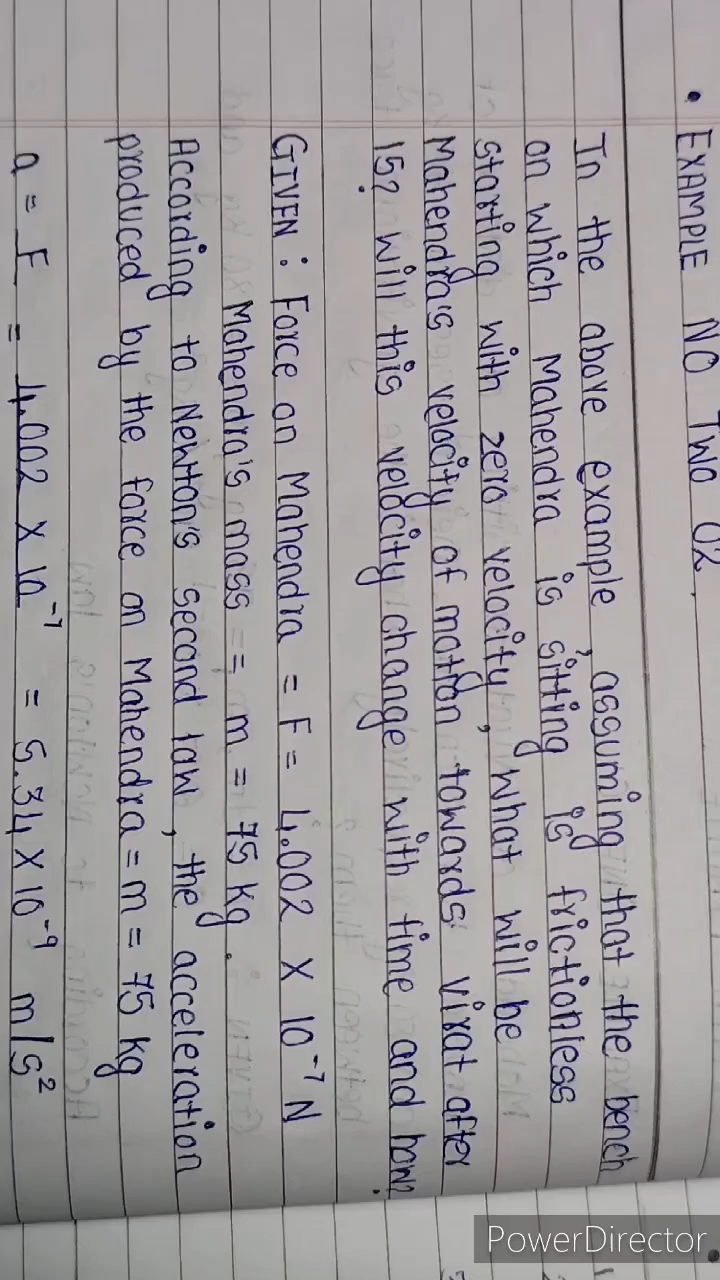 • EXAMPLE NO TWO 02.
In the above example, assuming that the bench
on which Mahendra is sitting is frictionless
starting with zero velocity, what will be
Mahendra's velocity of motion towards virat after
1s? will this velocity change with time and how?
GIVEN : Force on Mahendra = F = 4.002 × 10⁻⁷ N
Mahendra's mass = m = 75 kg.
According to Newton's second law, the acceleration
produced by the force on Mahendra = m = 75 kg
a = F = 4.002 × 10⁻⁷ = 5.34 × 10⁻⁹ m/s²
PowerDirector